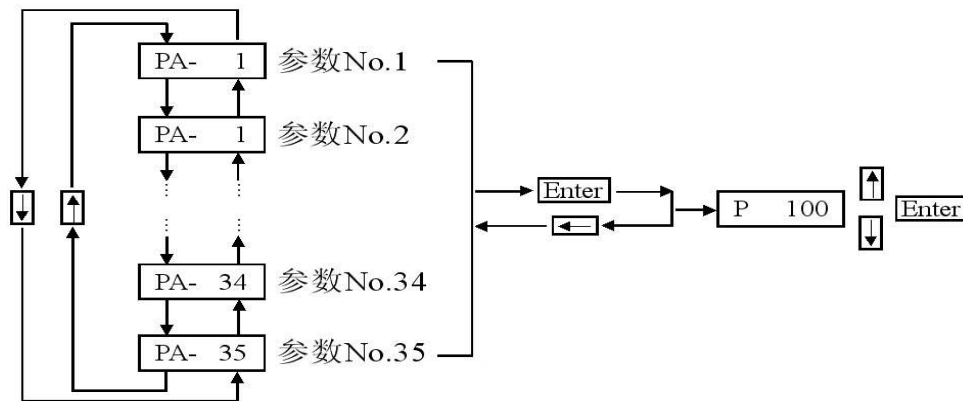 PA- 1 参数No.1
PA- 1 参数No.2
Enter
P 100
Enter
PA- 34 参数No.34
PA- 35 参数No.35